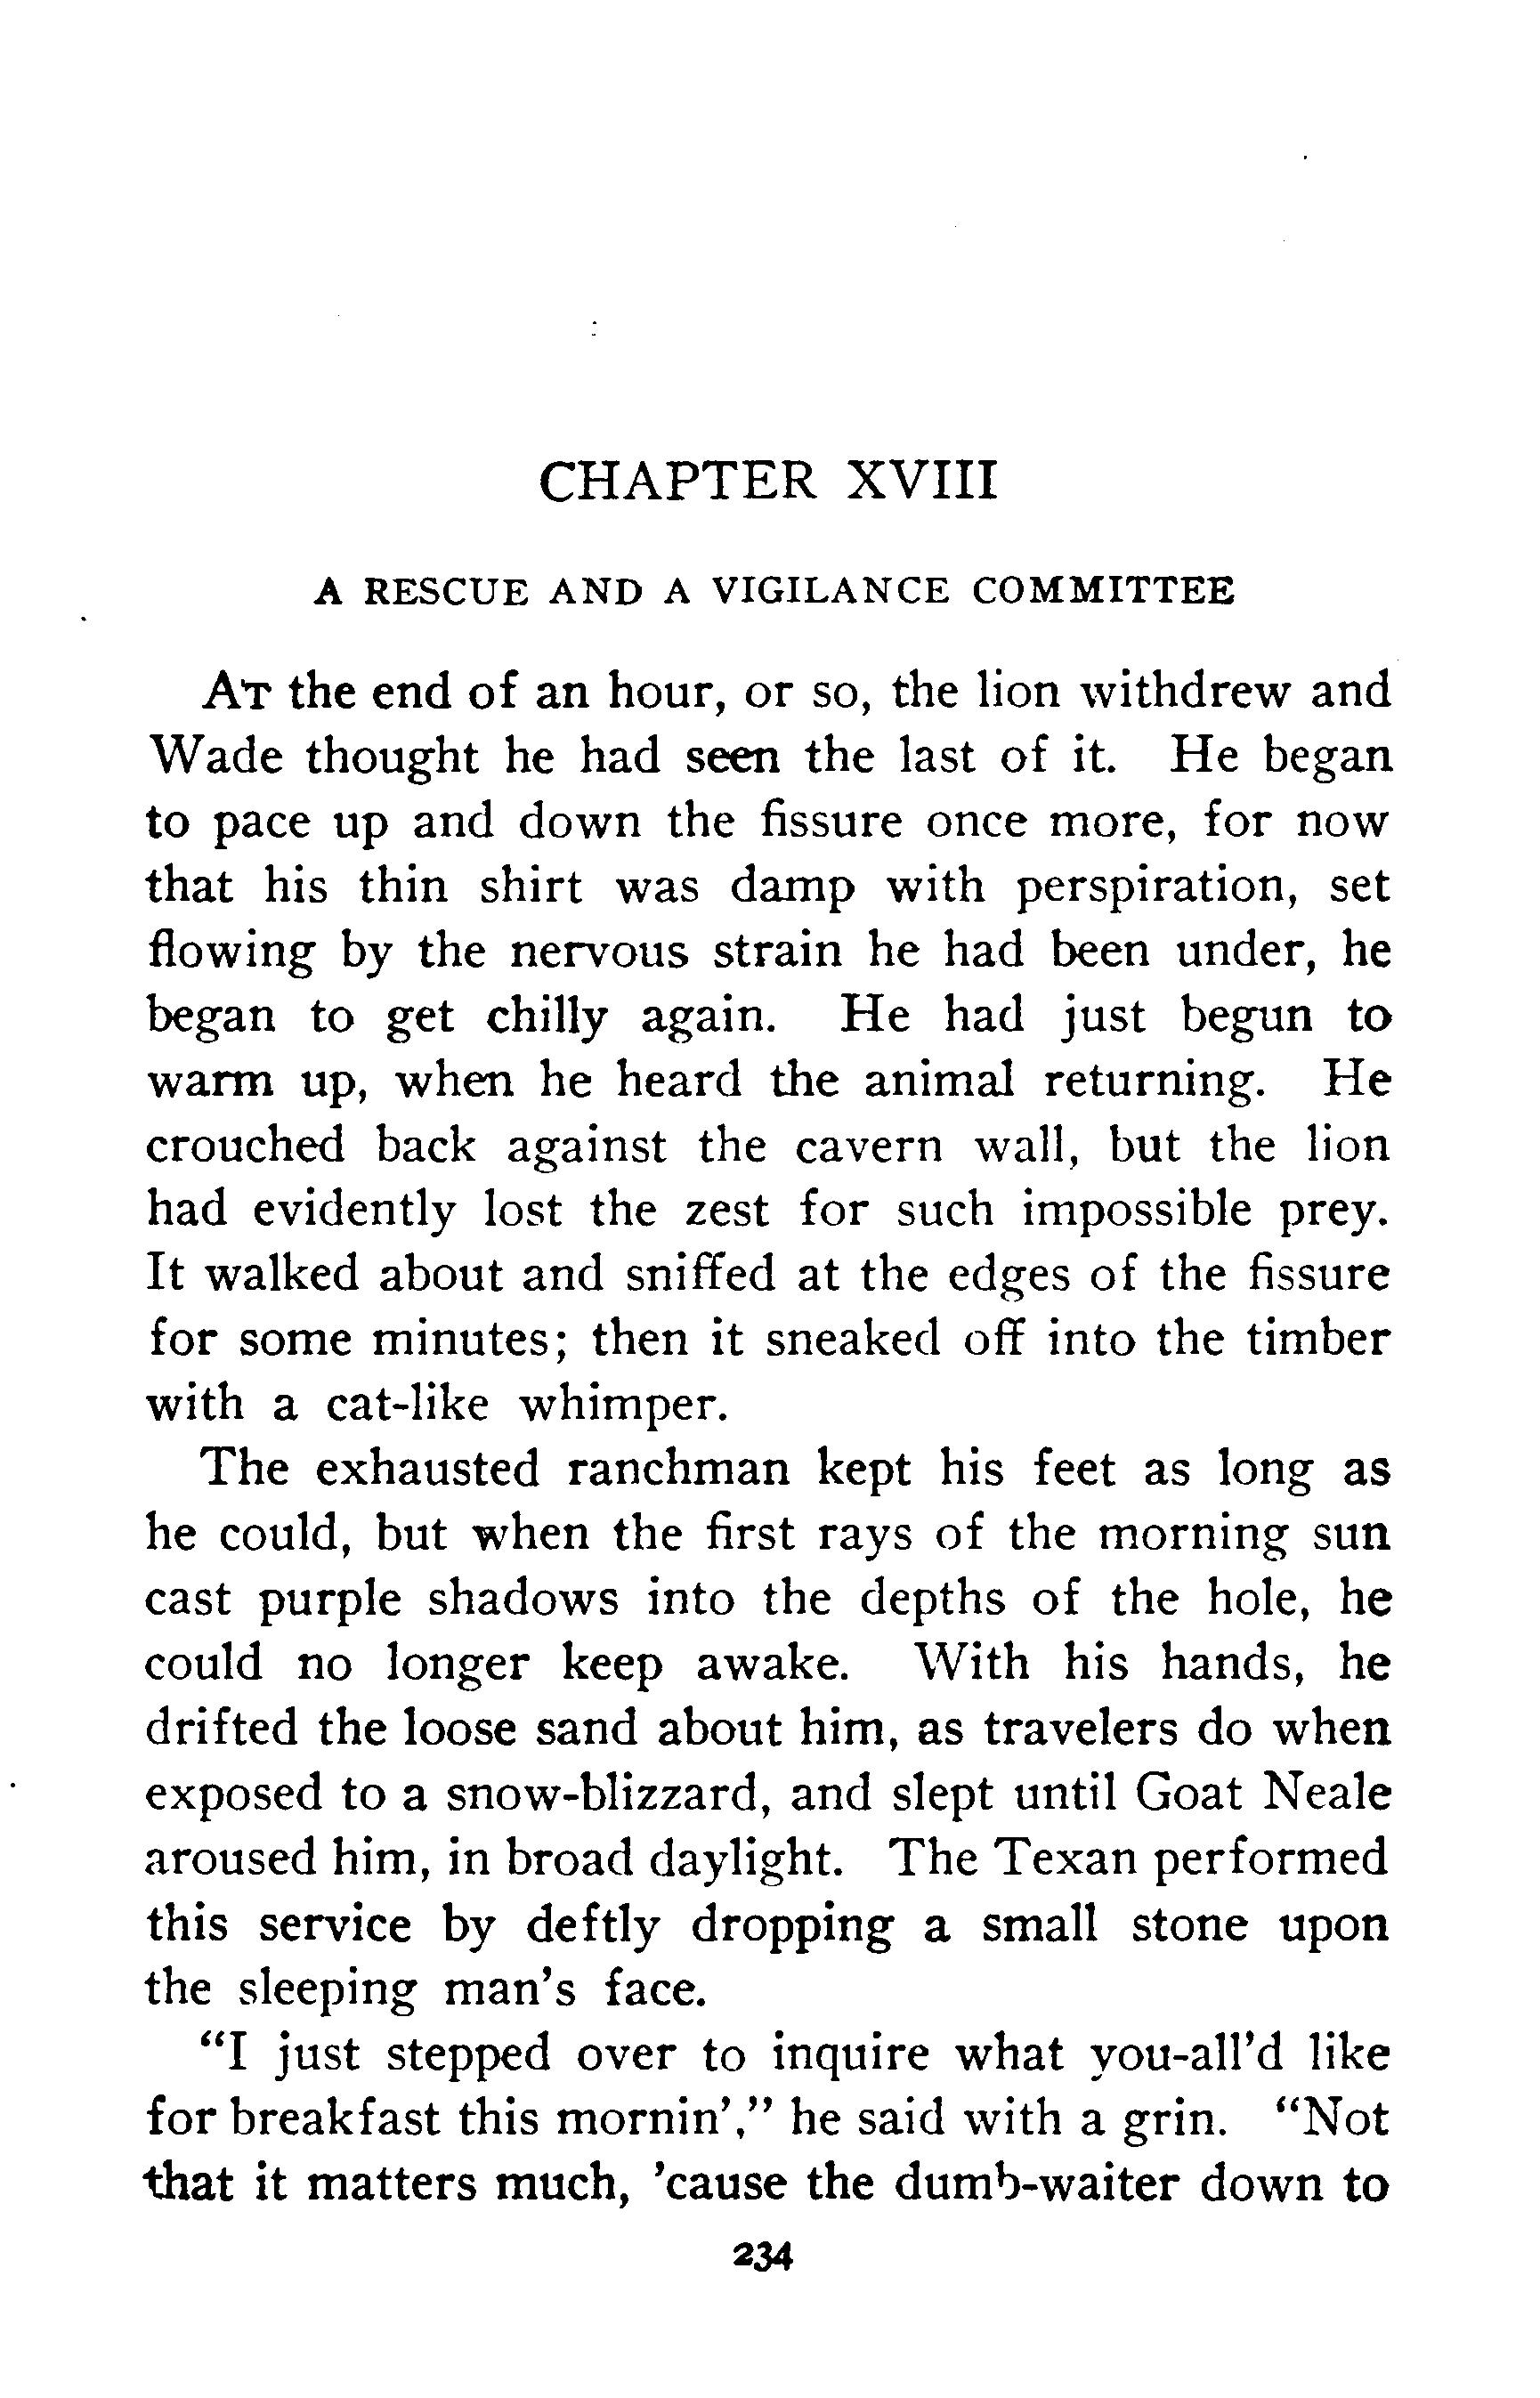 CHAPTER XVIII
A RESCUE AND A VIGILANCE COMMITTEE
At the end of an hour, or so, the lion withdrew and
Wade thought he had seen the last of it. He began
to pace up and down the fissure once more, for now
that his thin shirt was damp with perspiration, set
flowing by the nervous strain he had been under, he
began to get chilly again. He had just begun to
warm up, when he heard the animal returning. He
crouched back against the cavern wall, but the lion
had evidently lost the zest for such impossible prey.
It walked about and sniffed at the edges of the fissure
for some minutes; then it sneaked off into the timber
with a cat-like whimper.
The exhausted ranchman kept his feet as long as
he could, but when the first rays of the morning sun
cast purple shadows into the depths of the hole, he
could no longer keep awake. With his hands, he
drifted the loose sand about him, as travelers do when
exposed to a snow-blizzard, and slept until Goat Neale
aroused him, in broad daylight. The Texan performed
this service by deftly dropping a small stone upon
the sleeping man's face.
"I just stepped over to inquire what you-all'd like
for breakfast this mornin'," he said with a grin. "Not
that it matters much, 'cause the dumb-waiter down to
234